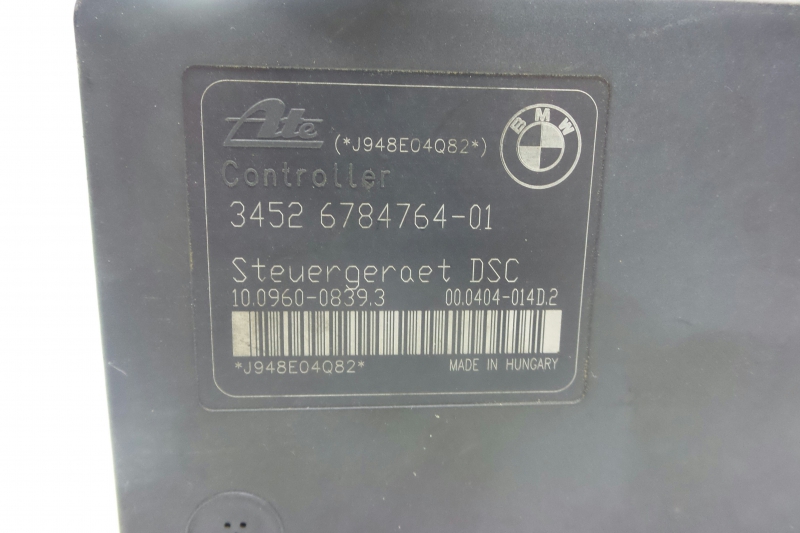 Ate (*J948E04Q82*)
BMW
Controller
3452 6784764-01
Steuergeraet DSC
10.0960-0839.3 00.0404-014D.2
*J948E04Q82* MADE IN HUNGARY